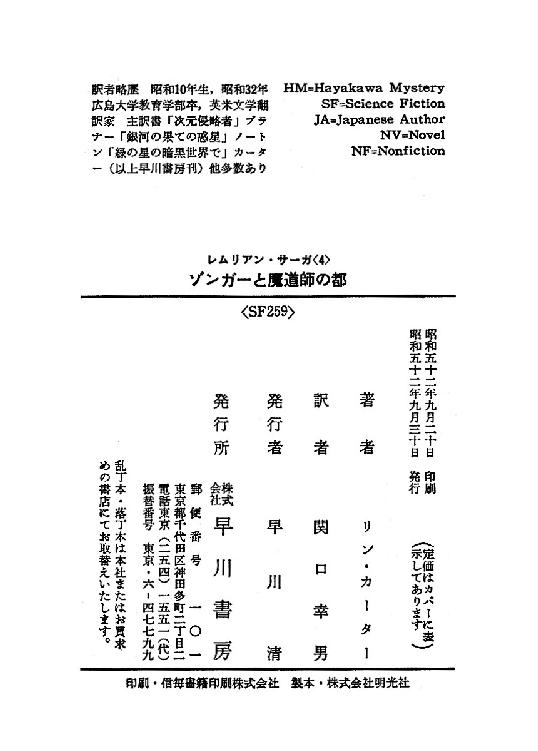 訳者略歴　昭和10年生，昭和32年
広島大学教育学部卒，英米文学翻
訳家　主訳書「次元侵略者」ブラ
ナー「銀河の果ての惑星」ノート
ン「緑の星の暗黒世界で」カータ
ー（以上早川書房刊）他多数あり
HM=Hayakawa Mystery
SF=Science Fiction
JA=Japanese Author
NV=Novel
NF=Nonfiction
レムリアン・サーガ〈4〉
ゾンガーと魔道師の都
〈SF259〉
昭和五十二年九月二十日　印刷
昭和五十二年九月三十日　発行
（定価はカバーに表
示してあります）
著者　リン・カーター
訳者　関口幸男
発行者　早川清
発行所　株式会社早川書房
郵便番号　一〇一
東京都千代田区神田多町二丁目二
電話東京（二五四）一五五一（代）
振替番号　東京・六－四七七九九
乱丁本・落丁本は本社またはお買求
めの書店にてお取替えいたします。
印刷・信毎書籍印刷株式会社　製本・株式会社明光社